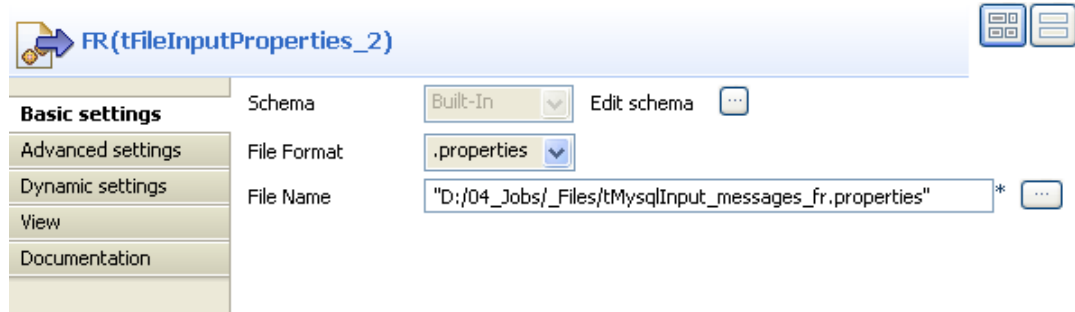 FR(tFileInputProperties_2)
Basic settings
Advanced settings
Dynamic settings
View
Documentation
Schema Built-In Edit schema ...
File Format .properties
File Name "D:/04_Jobs/_Files/tMysqlInput_messages_fr.properties" * ...